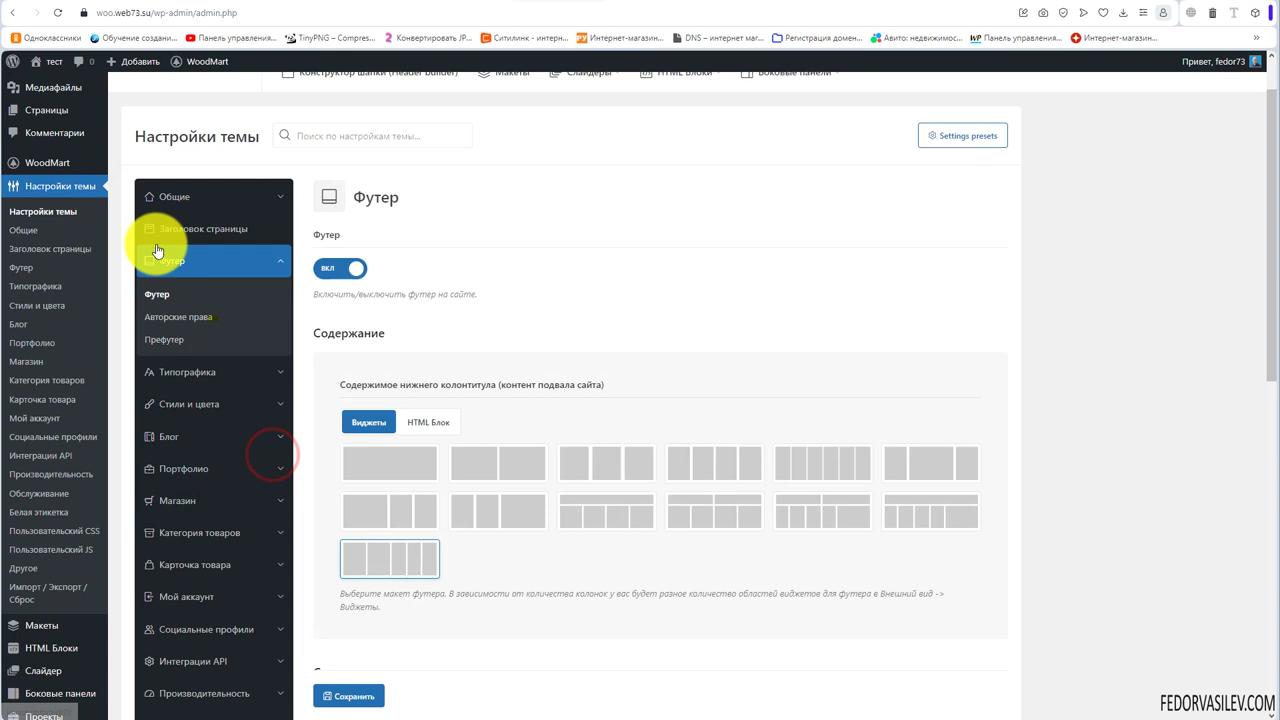 woo.web73.su/wp-admin/admin.php
Одноклассники
Обучение создани...
Панель управления...
TinyPNG – Compres...
Конвертировать JP...
Ситилинк - интерн...
Интернет-магазин...
DNS – интернет маг...
Регистрация домен...
Авито: недвижимос...
Панель управления...
Интернет-магазин...
тест
0
Добавить
WoodMart
Привет, fedor73
Конструктор шапки (Header builder)
Макеты
Слайдеры
HTML Блоки
Боковые панели
Медиафайлы
Страницы
Комментарии
WoodMart
Настройки темы
Настройки темы
Общие
Заголовок страницы
Футер
Типографика
Стили и цвета
Блог
Портфолио
Магазин
Категория товаров
Карточка товара
Мой аккаунт
Социальные профили
Интеграции API
Производительность
Обслуживание
Белая этикетка
Пользовательский CSS
Пользовательский JS
Другое
Импорт / Экспорт /
Сброс
Макеты
HTML Блоки
Слайдер
Боковые панели
Проекты
Настройки темы
Поиск по настройкам темы...
Settings presets
Общие
Заголовок страницы
Футер
Футер
Авторские права
Префутер
Типографика
Стили и цвета
Блог
Портфолио
Магазин
Категория товаров
Карточка товара
Мой аккаунт
Социальные профили
Интеграции API
Производительность
Футер
Футер
ВКЛ
Включить/выключить футер на сайте.
Содержание
Содержимое нижнего колонтитула (контент подвала сайта)
Виджеты
HTML Блок
Выберите макет футера. В зависимости от количества колонок у вас будет разное количество областей виджетов для футера в Внешний вид ->
Виджеты.
Сохранить
FEDORVASILEV.COM